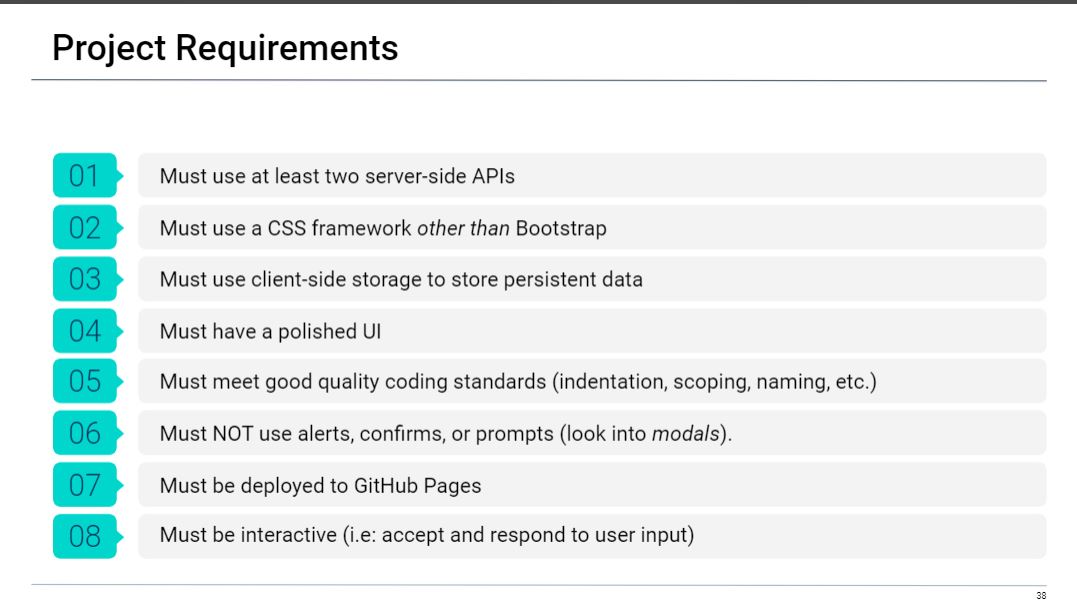 Project Requirements
01 Must use at least two server-side APIs
02 Must use a CSS framework other than Bootstrap
03 Must use client-side storage to store persistent data
04 Must have a polished UI
05 Must meet good quality coding standards (indentation, scoping, naming, etc.)
06 Must NOT use alerts, confirms, or prompts (look into modals).
07 Must be deployed to GitHub Pages
08 Must be interactive (i.e: accept and respond to user input)
38